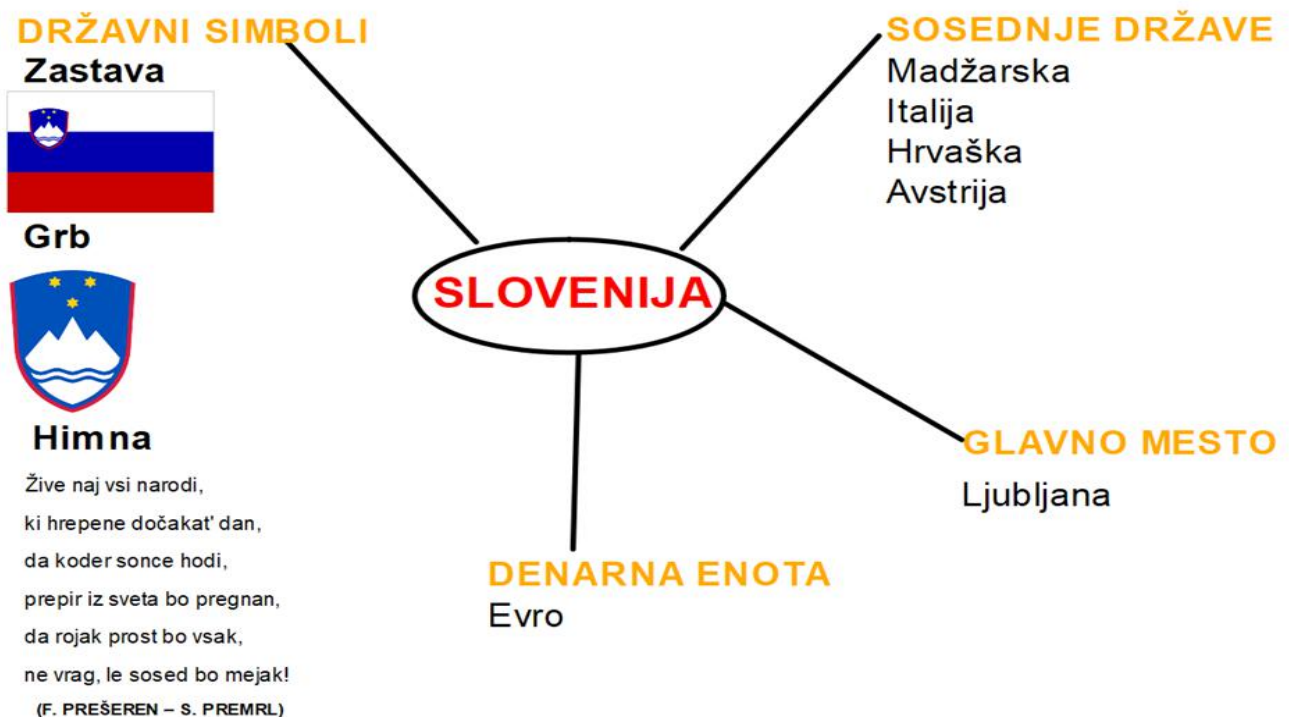 DRŽAVNI SIMBOLI
Zastava
Grb
Himna
Žive naj vsi narodi,
ki hrepene dočakat' dan,
da koder sonce hodi,
prepir iz sveta bo pregnan,
da rojak prost bo vsak,
ne vrag, le sosed bo mejak!
(F. PREŠEREN – S. PREMRL)
SLOVENIJA
SOSEDNJE DRŽAVE
Madžarska
Italija
Hrvaška
Avstrija
GLAVNO MESTO
Ljubljana
DENARNA ENOTA
Evro